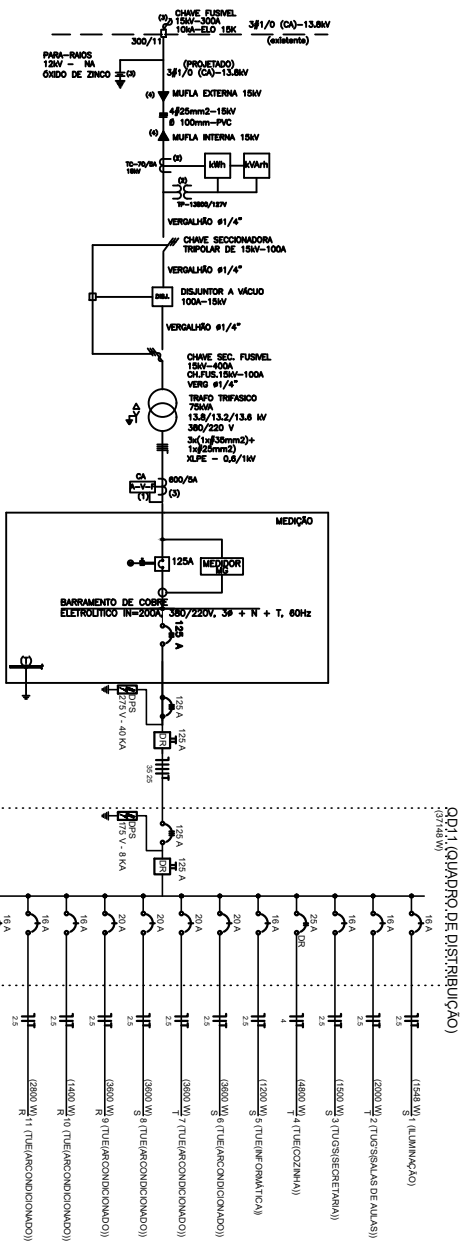 (3)
CHAVE FUSIVEL
15kV-300A
10kA-ELO 15K
3#1/0 (CA)-13.8kV
(existente)
300/11
PARA-RAIOS
12kV - NA
ÓXIDO DE ZINCO
(3)
(PROJETADO)
3#1/0 (CA)-13.8kV
(4)
MUFLA EXTERNA 15kV
4#25mm2-15kV
Ø 100mm-PVC
(4)
MUFLA INTERNA 15kV
(2)
TC-70/5A
15kV
kWh
kVArh
(2)
TP-13800/127V
VERGALHÃO ø1/4"
CHAVE SECCIONADORA
TRIPOLAR DE 15kV-100A
VERGALHÃO ø1/4"
DISJ.
DISJUNTOR A VÁCUO
100A-15kV
VERGALHÃO ø1/4"
CHAVE SEC. FUSIVEL
15kV-400A
CH.FUS.15kV-100A
VERG ø1/4"
TRAFO TRIFASICO
75kVA
13.8/13.2/12.6 kV
380/220 V
3x(1x#35mm2)+
1x#25mm2)
XLPE - 0,6/1kV
CA
A-V-F
(1)
600/5A
(3)
MEDIÇÃO
125A
MEDIDOR
MG
BARRAMENTO DE COBRE
ELETROLITICO IN=200A, 380/220V, 3ø + N + T, 60Hz
125 A
DPS
275 V - 40 KA
125 A
DR
125 A
35 25
DPS
175 V - 8 KA
125 A
DR
125 A
QD11 (QUADRO DE DISTRIBUIÇÃO)
(37148 W)
16 A
2.5
(1548 W)
S
1 (ILUMINAÇÃO)
16 A
2.5
(2000 W)
T
2 (TUG'S(SALAS DE AULAS))
16 A
2.5
(1500 W)
S
3 (TUG'S(SECRETARIA))
25 A
DR
4
(4800 W)
T
4 (TUE(COZINHA))
16 A
2.5
(1200 W)
S
5 (TUE(INFORMÁTICA))
20 A
2.5
(3600 W)
S
6 (TUE(ARCONDICIONADO))
20 A
2.5
(3600 W)
T
7 (TUE(ARCONDICIONADO))
20 A
2.5
(3600 W)
S
8 (TUE(ARCONDICIONADO))
20 A
2.5
(3600 W)
R
9 (TUE(ARCONDICIONADO))
16 A
2.5
(1400 W)
R
10 (TUE(ARCONDICIONADO))
16 A
2.5
(2800 W)
R
11 (TUE(ARCONDICIONADO))
16 A